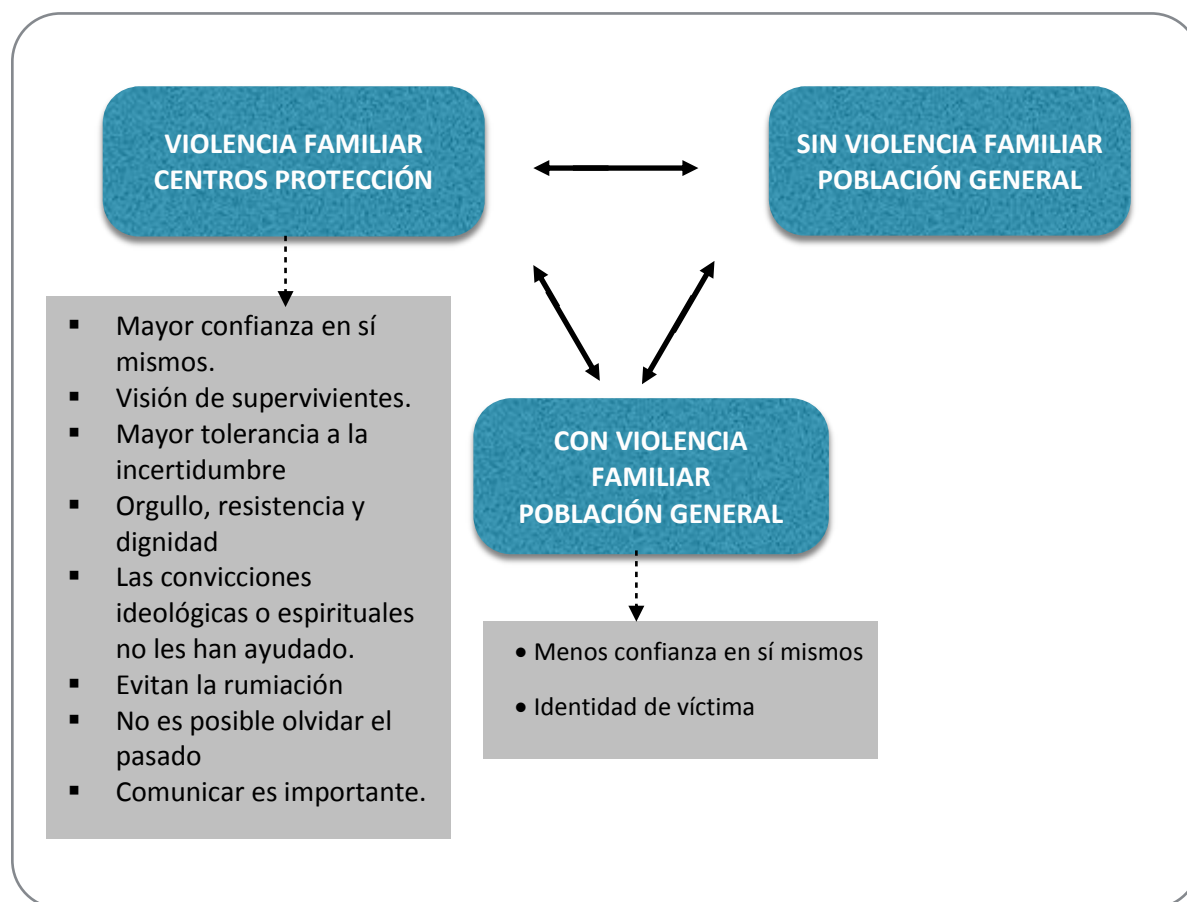 VIOLENCIA FAMILIAR
CENTROS PROTECCIÓN
SIN VIOLENCIA FAMILIAR
POBLACIÓN GENERAL
▪ Mayor confianza en sí
mismos.
▪ Visión de supervivientes.
▪ Mayor tolerancia a la
incertidumbre
▪ Orgullo, resistencia y
dignidad
▪ Las convicciones
ideológicas o espirituales
no les han ayudado.
▪ Evitan la rumiación
▪ No es posible olvidar el
pasado
▪ Comunicar es importante.
CON VIOLENCIA
FAMILIAR
POBLACIÓN GENERAL
• Menos confianza en sí mismos
• Identidad de víctima